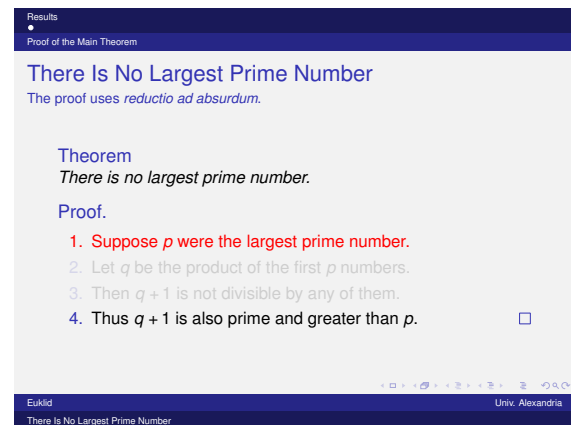 Results
Proof of the Main Theorem
There Is No Largest Prime Number
The proof uses reductio ad absurdum.
Theorem
There is no largest prime number.
Proof.
1. Suppose p were the largest prime number.
2. Let q be the product of the first p numbers.
3. Then q + 1 is not divisible by any of them.
4. Thus q + 1 is also prime and greater than p. □
Euklid Univ. Alexandria
There Is No Largest Prime Number